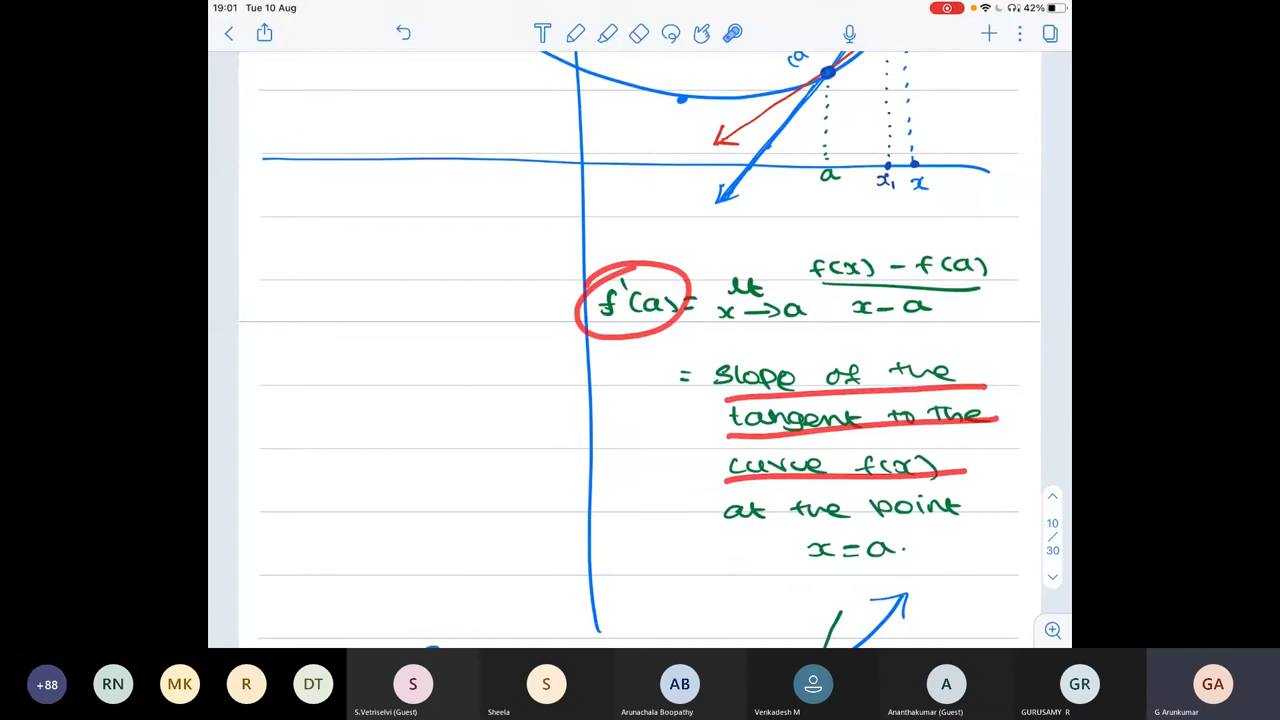 19:01 Tue 10 Aug
42%
(a
a
x₁
x
f'(a) = lt x→a f(x) - f(a) / x - a
= slope of the
tangent to the
curve f(x)
at the point
x = a.
10
/
30
+88
RN
MK
R
DT
S
S
AB
A
GR
GA
S.Vetriselvi (Guest)
Sheela
Arunachala Boopathy
Venkadesh M
Ananthakumar (Guest)
GURUSAMY R
G Arunkumar